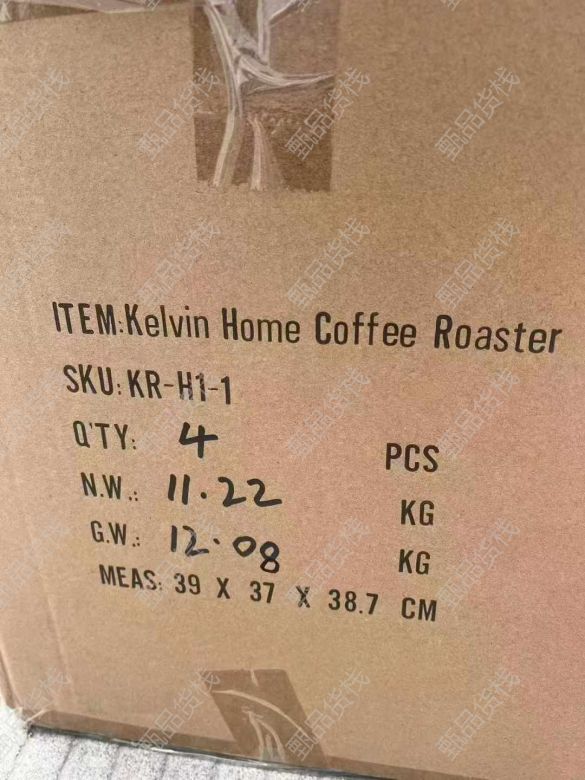 ITEM:Kelvin Home Coffee Roaster
SKU: KR-H1-1
Q'TY: 4 PCS
N.W.: 11.22 KG
G.W.: 12.08 KG
MEAS: 39 X 37 X 38.7 CM
甄品货栈